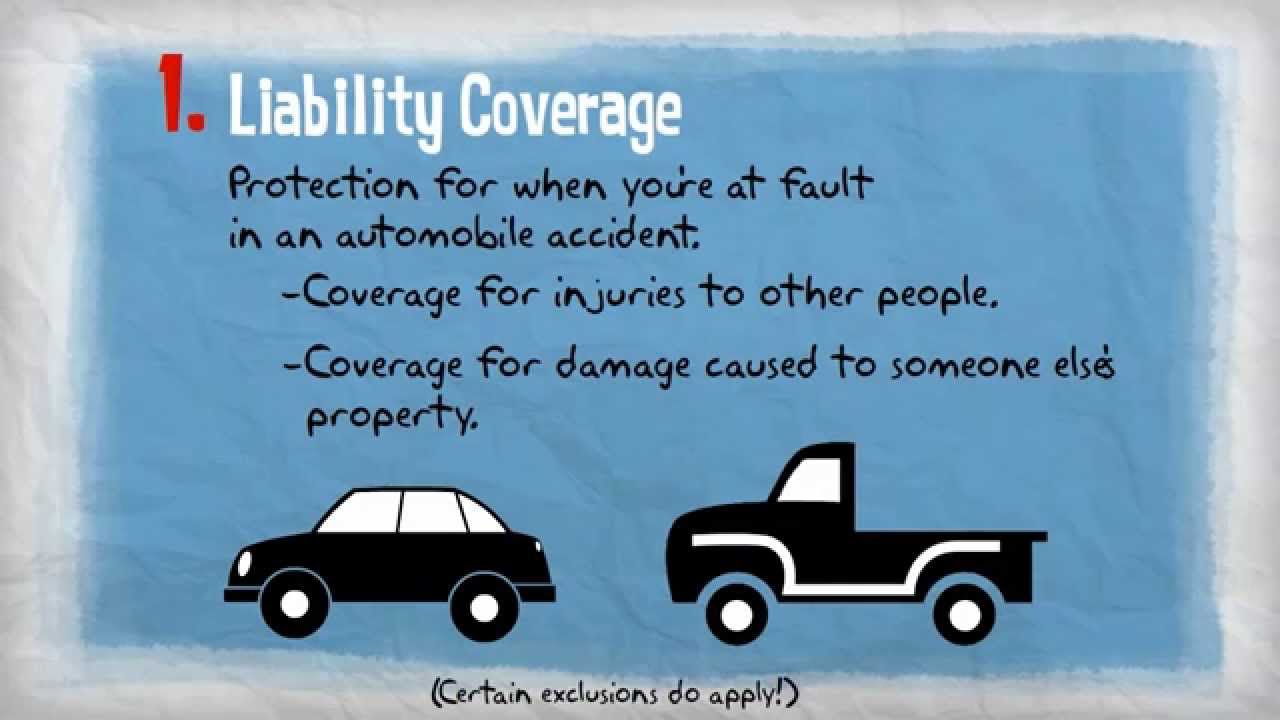 1. Liability Coverage
Protection for when you're at fault
in an automobile accident.
-Coverage for injuries to other people.
-Coverage for damage caused to someone else's
property.
(Certain exclusions do apply!)